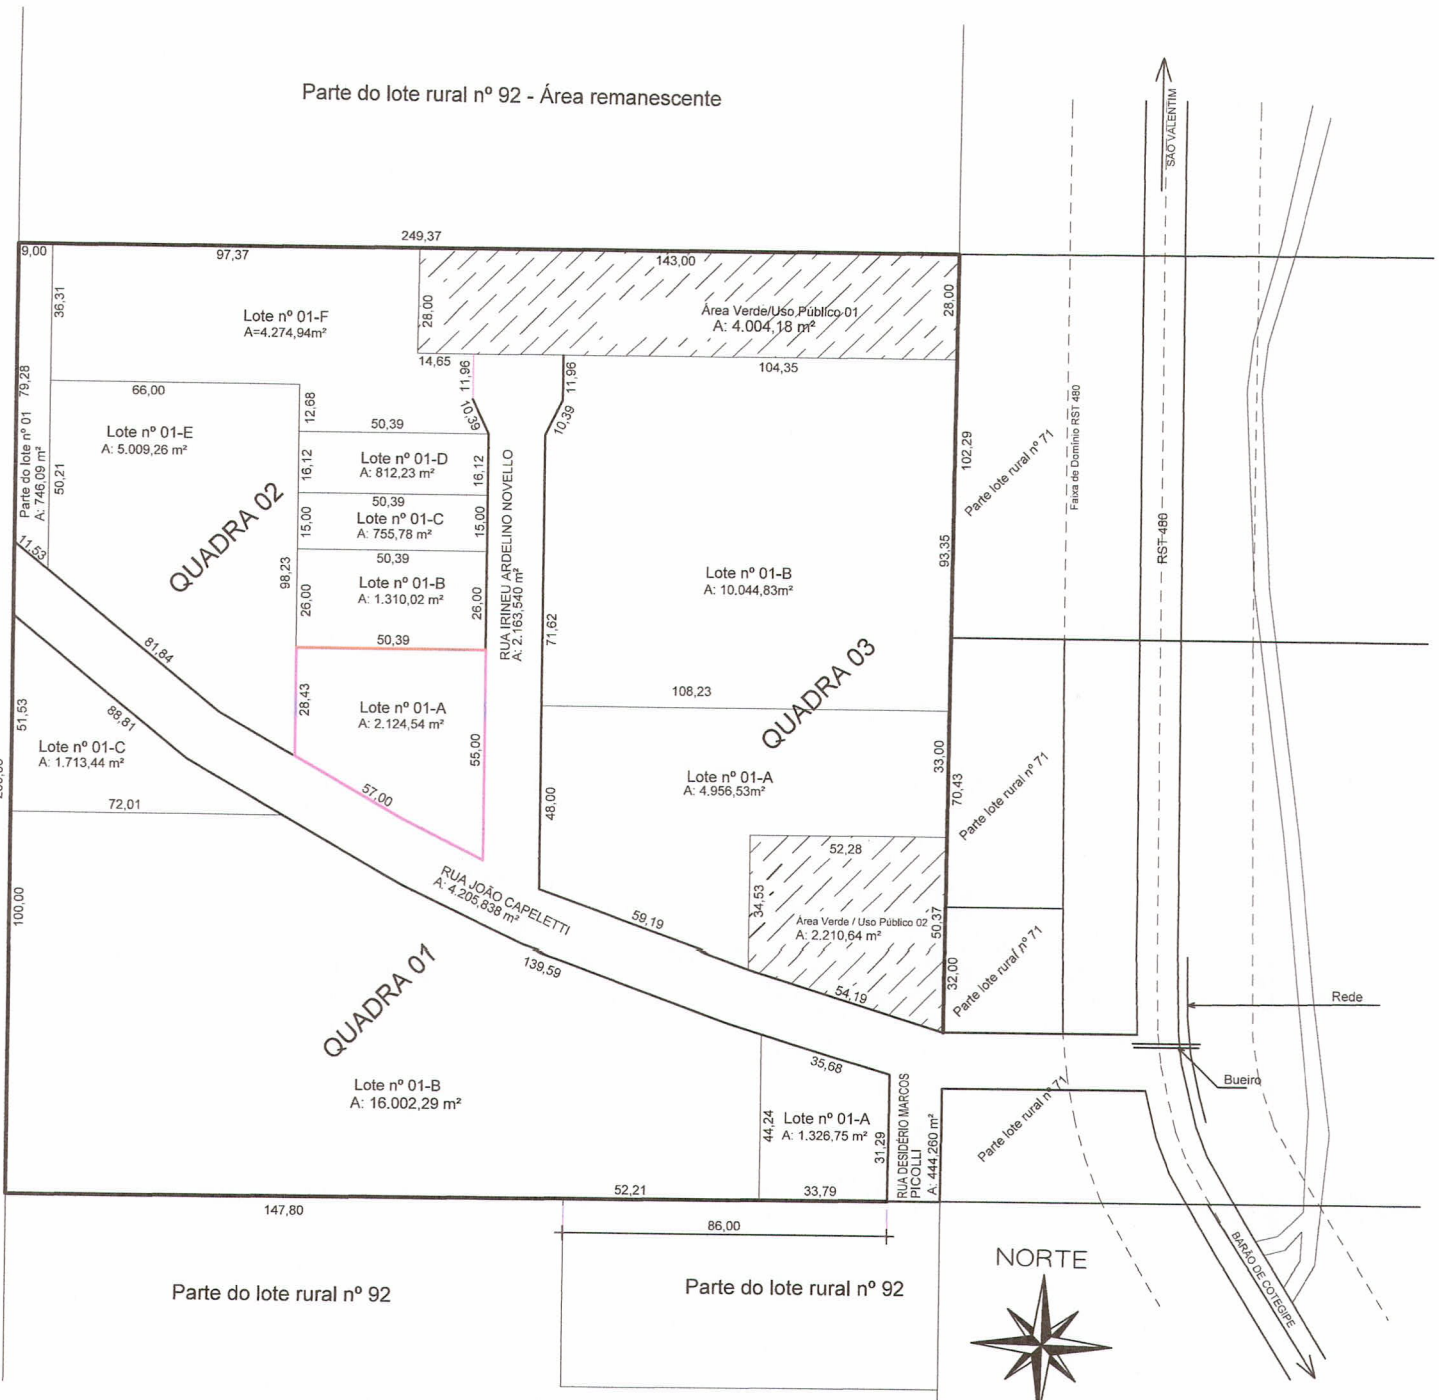 Parte do lote rural nº 92 - Área remanescente
SÃO VALENTIM
249,37
9,00
97,37
143,00
36,31
Lote nº 01-F
A=4.274,94m²
28,00
Área Verde/Uso Público 01
A: 4.004,18 m²
28,00
14,65
11,96
11,96
104,35
79,28
66,00
12,68
10,39
10,39
Parte do lote nº 01
A: 746,09 m²
Lote nº 01-E
A: 5.009,26 m²
50,21
50,39
16,12
Lote nº 01-D
A: 812,23 m²
16,12
50,39
15,00
Lote nº 01-C
A: 755,78 m²
15,00
50,39
98,23
26,00
Lote nº 01-B
A: 1.310,02 m²
26,00
50,39
QUADRA 02
RUA IRINEU ARDELINO NOVELLO
A: 2.163,540 m²
102,29
Parte lote rural nº 71
Faixa de Domínio RST 480
RST 480
11,53
81,84
93,35
Lote nº 01-B
A: 10.044,83m²
71,62
QUADRA 03
108,23
28,43
Lote nº 01-A
A: 2.124,54 m²
55,00
57,00
51,53
88,81
Lote nº 01-C
A: 1.713,44 m²
72,01
33,00
70,43
Parte lote rural nº 71
Lote nº 01-A
A: 4.956,53m²
48,00
52,28
34,53
Área Verde / Uso Público 02
A: 2.210,64 m²
50,37
32,00
Parte lote rural nº 71
100,00
RUA JOÃO CAPELETTI
A: 4.205,838 m²
59,19
54,19
139,59
QUADRA 01
Rede
Bueiro
35,68
Parte lote rural nº 71
Lote nº 01-B
A: 16.002,29 m²
44,24
Lote nº 01-A
A: 1.326,75 m²
31,29
RUA DESIDÉRIO MARCOS
PICOLLI
A: 444,260 m²
52,21
33,79
147,80
86,00
BARÃO DE COTEGIPE
NORTE
Parte do lote rural nº 92
Parte do lote rural nº 92